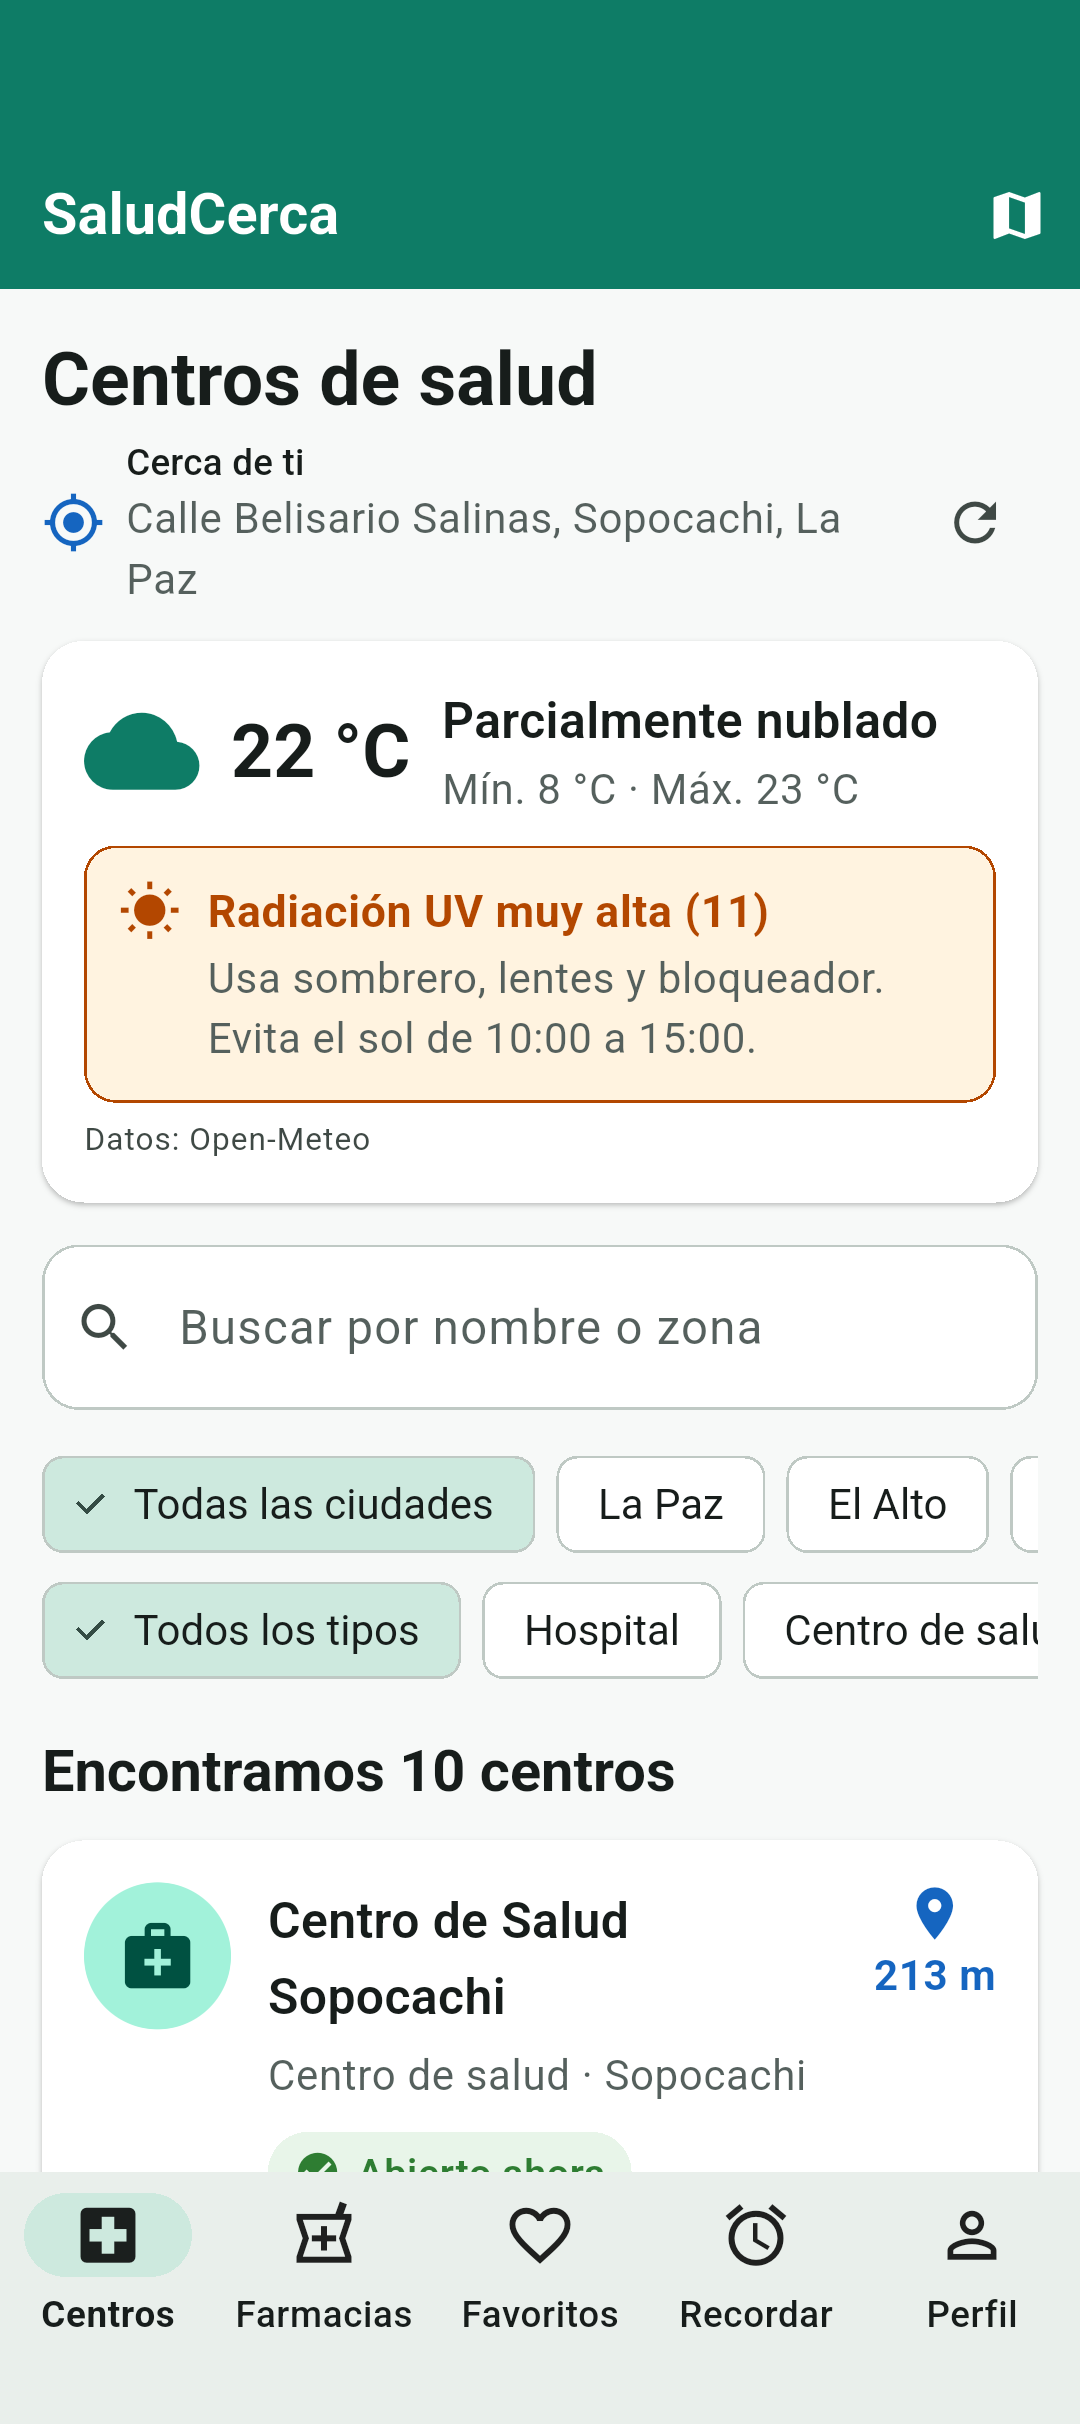 SaludCerca
Centros de salud
Cerca de ti
Calle Belisario Salinas, Sopocachi, La
Paz
22 °C
Parcialmente nublado
Mín. 8 °C · Máx. 23 °C
Radiación UV muy alta (11)
Usa sombrero, lentes y bloqueador.
Evita el sol de 10:00 a 15:00.
Datos: Open-Meteo
Buscar por nombre o zona
Todas las ciudades
La Paz
El Alto
Todos los tipos
Hospital
Centro de salu
Encontramos 10 centros
Centro de Salud
Sopocachi
213 m
Centro de salud · Sopocachi
Abierto ahora
Centros
Farmacias
Favoritos
Recordar
Perfil